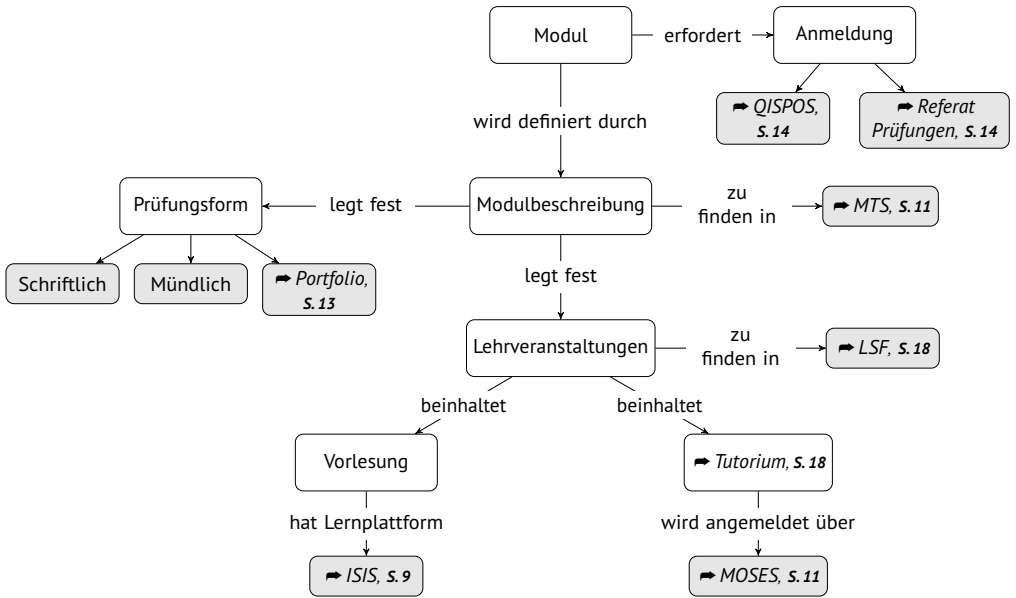 Modul
erfordert
Anmeldung
➦ QISPOS,
S. 14
➦ Referat
Prüfungen, S. 14
wird definiert durch
Prüfungsform
legt fest
Modulbeschreibung
zu
finden in
➦ MTS, S. 11
Schriftlich
Mündlich
➦ Portfolio,
S. 13
legt fest
Lehrveranstaltungen
zu
finden in
➦ LSF, S. 18
beinhaltet
beinhaltet
Vorlesung
➦ Tutorium, S. 18
hat Lernplattform
wird angemeldet über
➦ ISIS, S. 9
➦ MOSES, S. 11